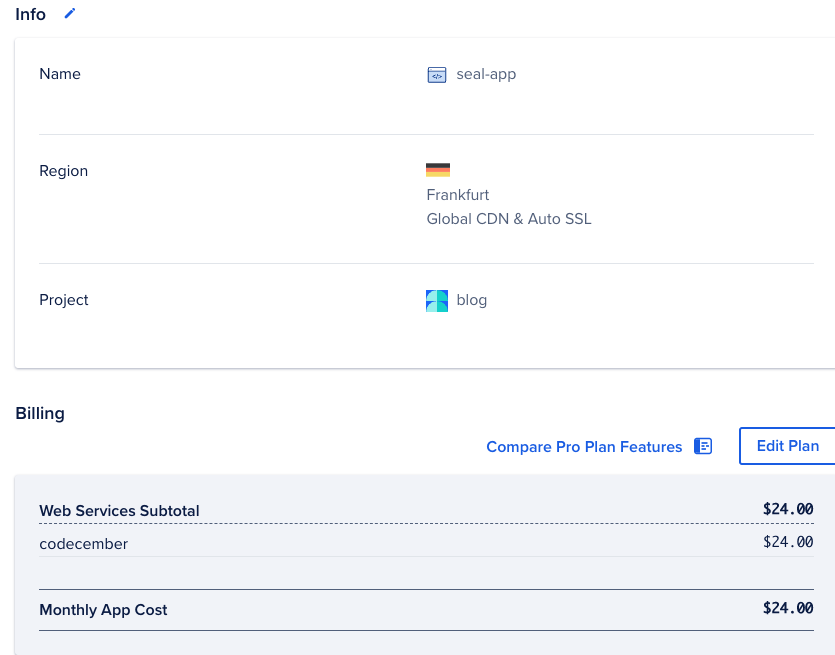 Info
Name
seal-app
Region
Frankfurt
Global CDN & Auto SSL
Project
blog
Billing
Compare Pro Plan Features
Edit Plan
Web Services Subtotal $24.00
codecember $24.00
Monthly App Cost $24.00